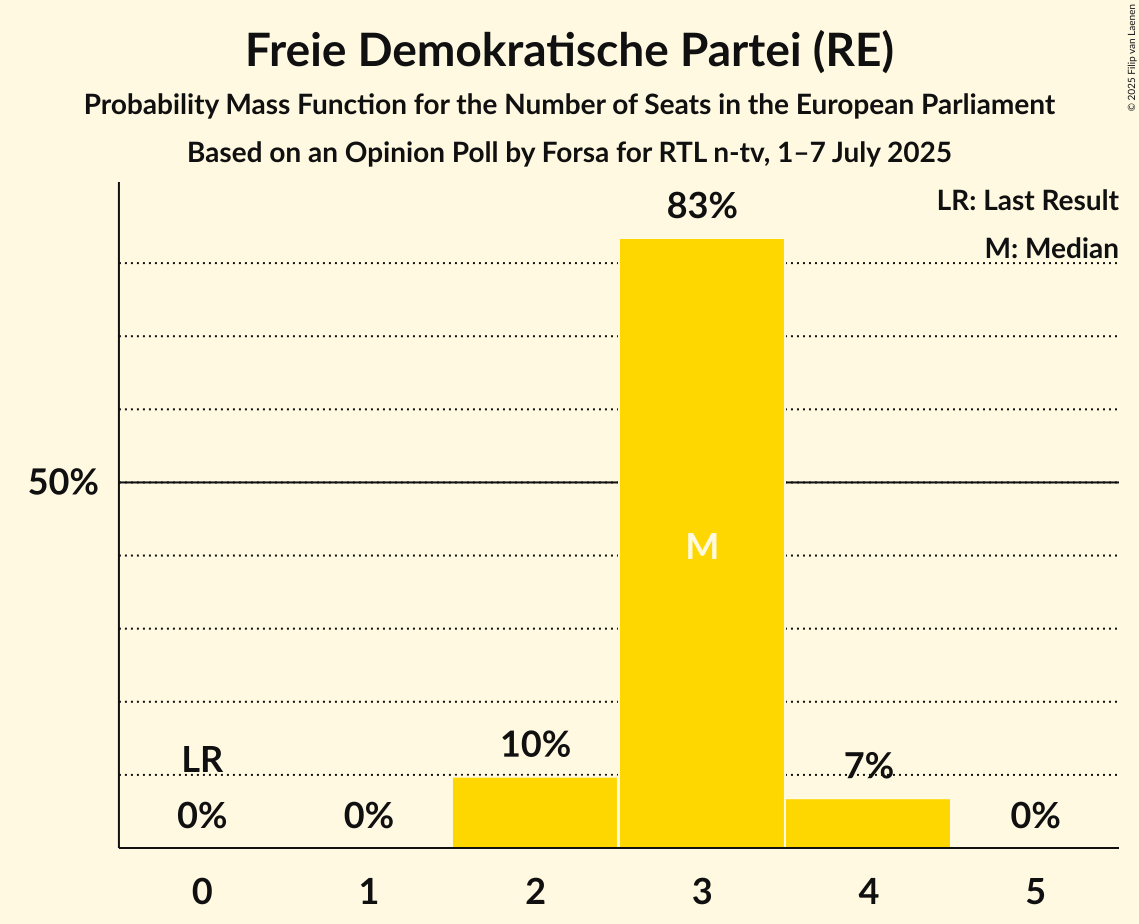 Freie Demokratische Partei (RE)
Probability Mass Function for the Number of Seats in the European Parliament
Based on an Opinion Poll by Forsa for RTL n-tv, 1–7 July 2025
© 2025 Filip van Laenen
LR: Last Result
M: Median
83%
50%
M
LR
10%
7%
0%
0%
0%
0
1
2
3
4
5